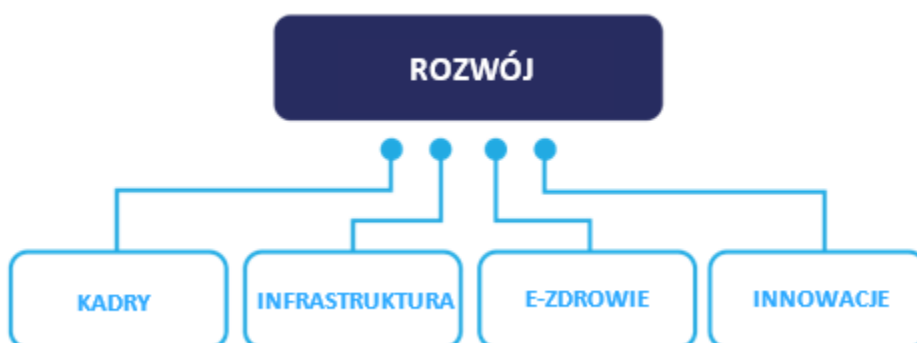 ROZWÓJ
KADRY
INFRASTRUKTURA
E-ZDROWIE
INNOWACJE